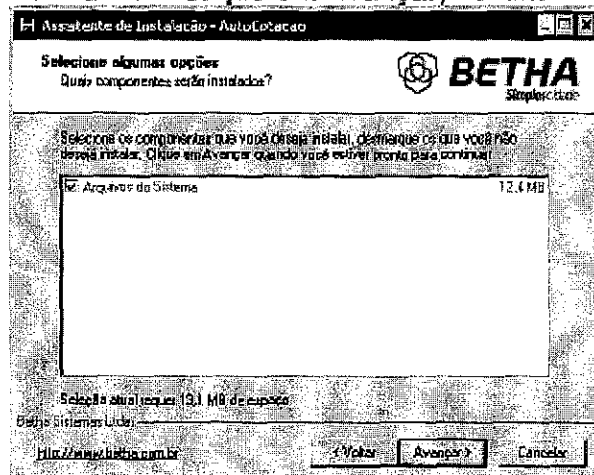 Assistente de Instalação - AutoCotacao
Selecione algumas opções
Quais componentes serão instalados?
BETHA
Simplescidade
Selecione os componentes que você deseja instalar, desmarque os que você não
deseja instalar. Clique em Avançar quando você estiver pronto para continuar.
Arquivos do Sistema 12,4 MB
Seleção atual requer 13,1 MB de espaço
Betha Sistemas Ltda.
http://www.betha.com.br
< Voltar Avançar > Cancelar